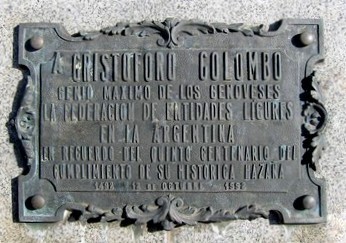 A CRISTOFORO COLOMBO
GENIO MAXIMO DE LOS GENOVESES
LA FEDERACION DE ENTIDADES LIGURES
EN LA ARGENTINA
EN RECUERDO DEL QUINTO CENTENARIO DEL
CUMPLIMIENTO DE SU HISTORICA HAZAÑA
1492 12 DE OCTUBRE 1992